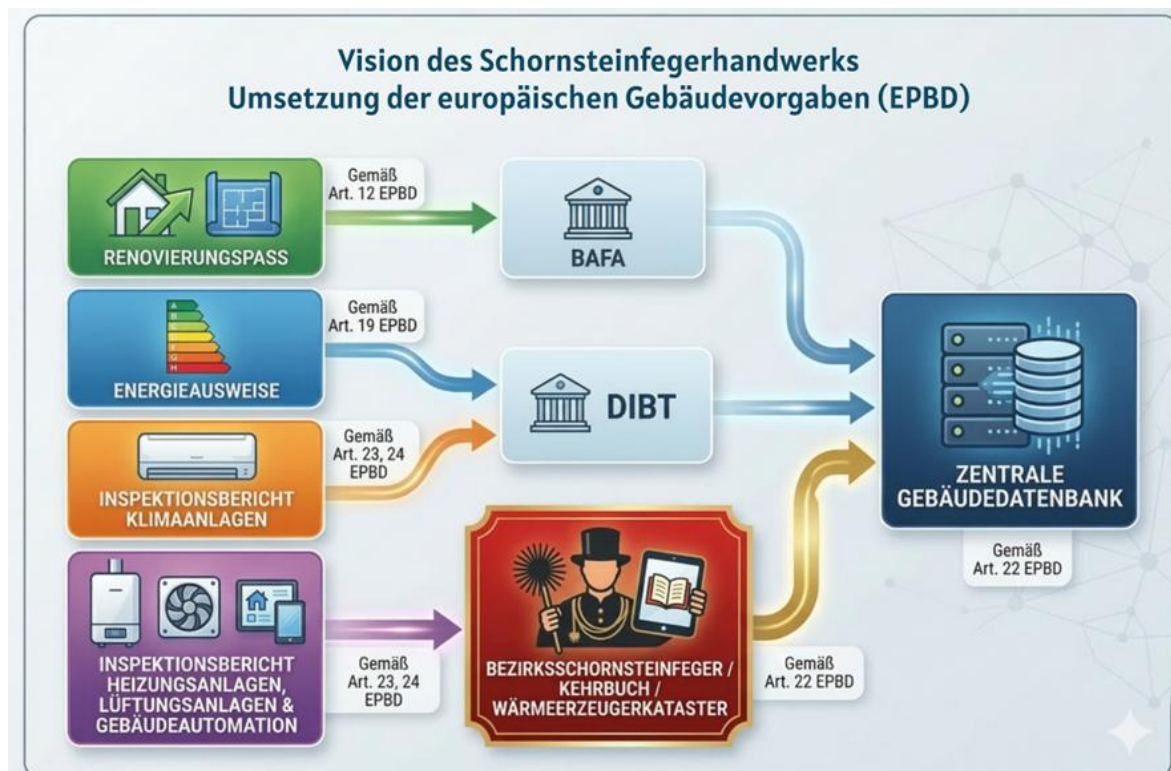 Vision des Schornsteinfegerhandwerks
Umsetzung der europäischen Gebäudevorgaben (EPBD)
RENOVIERUNGSPASS
Gemäß
Art. 12 EPBD
BAFA
A
B
C
F
G
H
ENERGIEAUSWEISE
Gemäß
Art. 19 EPBD
DIBT
INSPEKTIONSBERICHT
KLIMAANLAGEN
Gemäß
Art. 23, 24
EPBD
INSPEKTIONSBERICHT
HEIZUNGSANLAGEN,
LÜFTUNGSANLAGEN &
GEBÄUDEAUTOMATION
Gemäß
Art. 23, 24
EPBD
BEZIRKSSCHORNSTEINFEGER /
KEHRBUCH /
WÄRMEERZEUGERKATASTER
Gemäß
Art. 22 EPBD
ZENTRALE
GEBÄUDEDATENBANK
Gemäß
Art. 22 EPBD